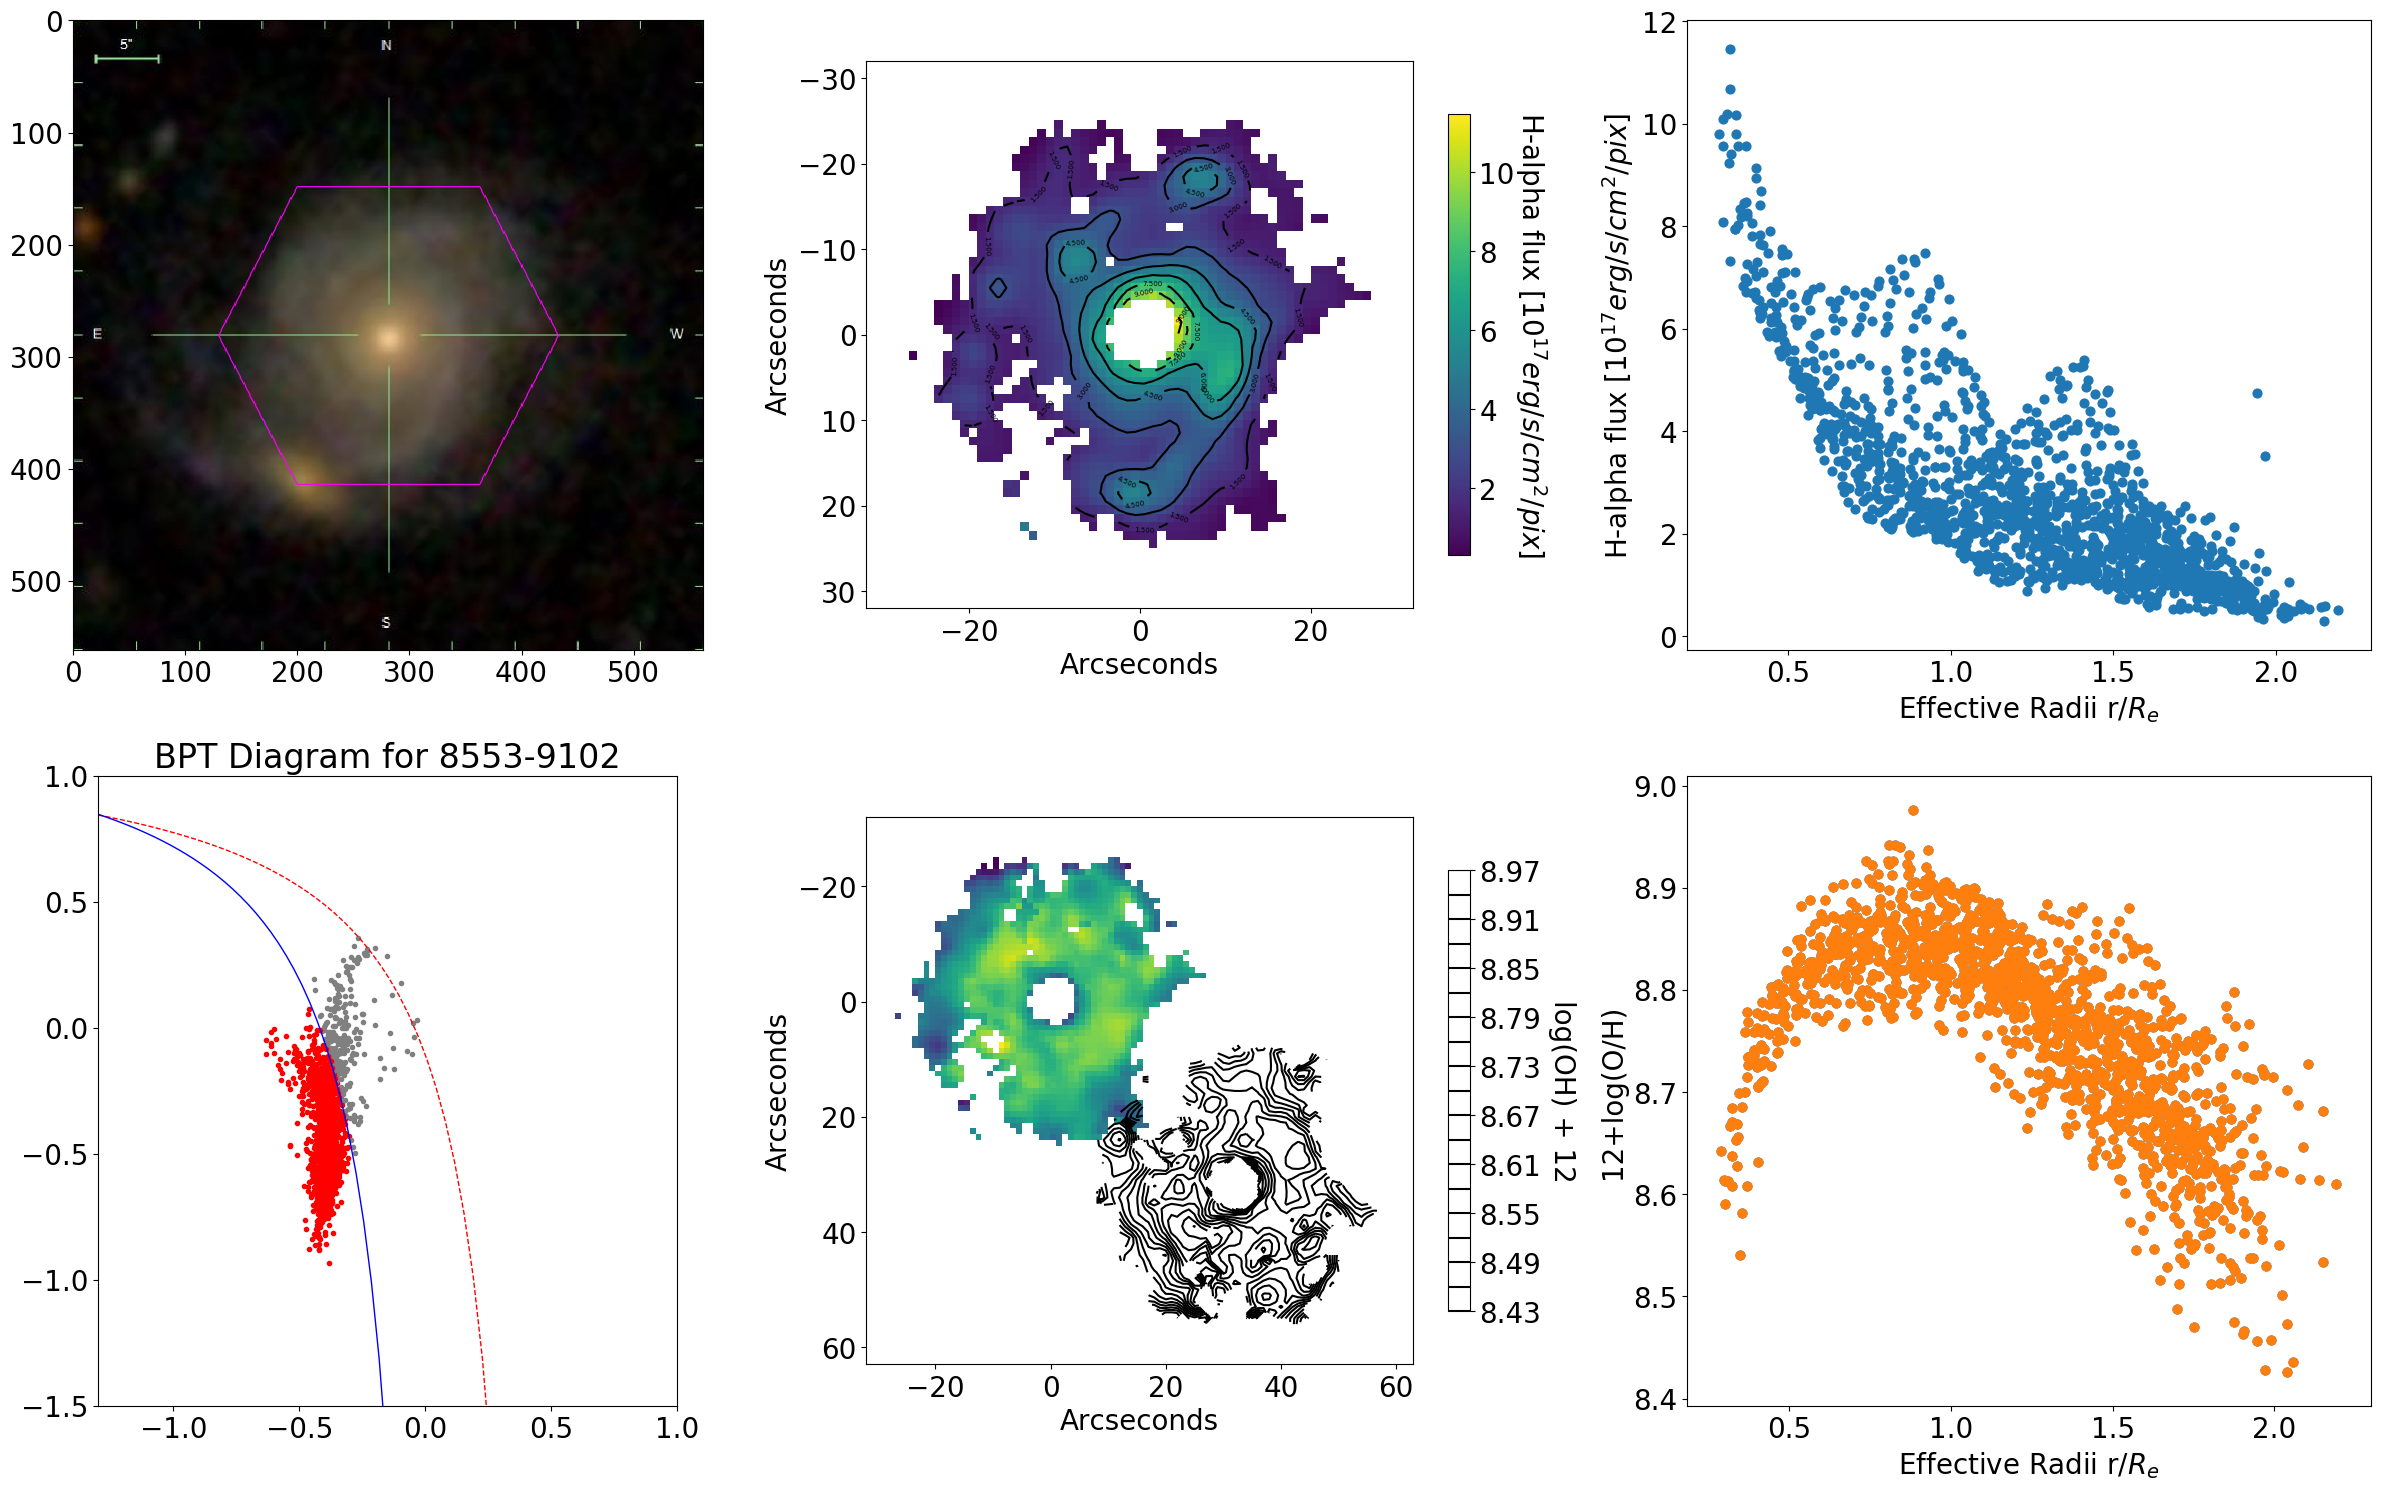 0
100
200
300
400
500
0 100 200 300 400 500
5"
N
E
W
S
−30
−20
−10
0
10
20
30
−20 0 20
Arcseconds
Arcseconds
10
8
6
4
2
H-alpha flux [10^17 erg/s/cm^2/pix]
12
10
8
6
4
2
0
0.5 1.0 1.5 2.0
H-alpha flux [10^17 erg/s/cm^2/pix]
Effective Radii r/R_e
BPT Diagram for 8553-9102
1.0
0.5
0.0
−0.5
−1.0
−1.5
−1.0 −0.5 0.0 0.5 1.0
−20
0
20
40
60
−20 0 20 40 60
Arcseconds
Arcseconds
8.97
8.91
8.85
8.79
8.73
8.67
8.61
8.55
8.49
8.43
log(OH) + 12
9.0
8.9
8.8
8.7
8.6
8.5
8.4
0.5 1.0 1.5 2.0
12+log(O/H)
Effective Radii r/R_e